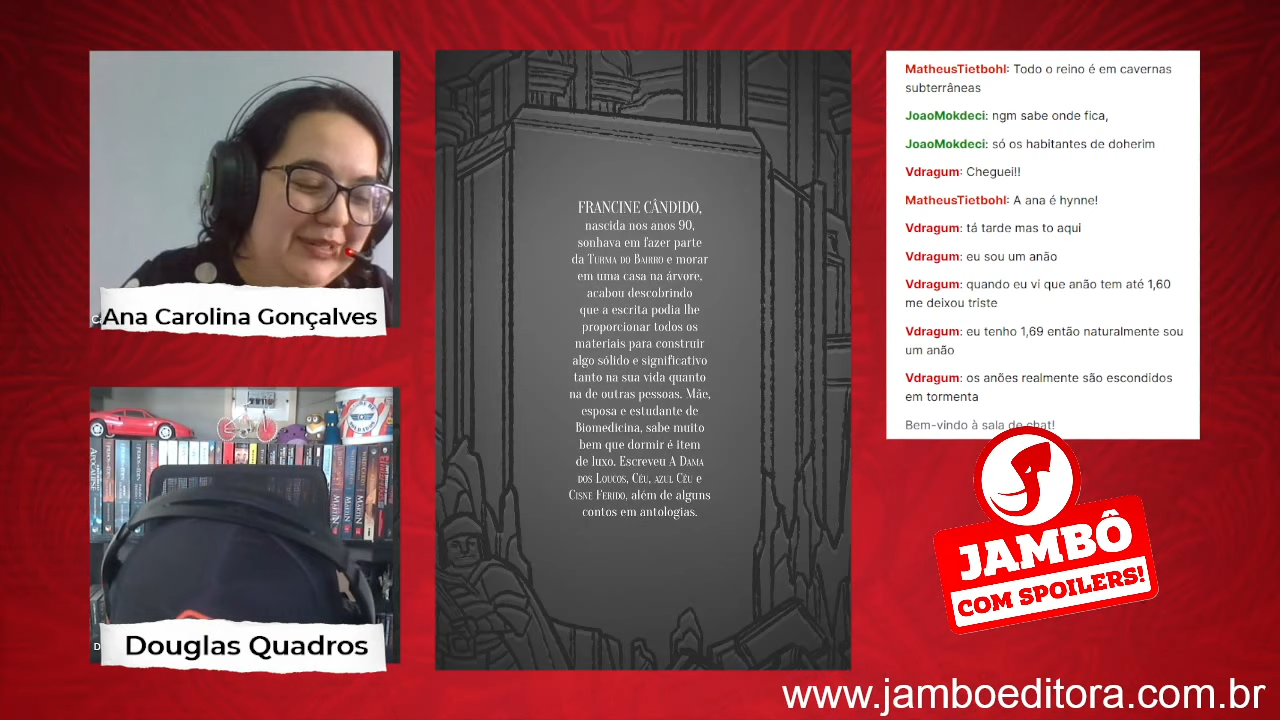 Ana Carolina Gonçalves
Douglas Quadros
FRANCINE CÂNDIDO,
nascida nos anos 90,
sonhava em fazer parte
da TURMA DO BAIRRO e morar
em uma casa na árvore,
acabou descobrindo
que a escrita podia lhe
proporcionar todos os
materiais para construir
algo sólido e significativo
tanto na sua vida quanto
na de outras pessoas. Mãe,
esposa e estudante de
Biomedicina, sabe muito
bem que dormir é item
de luxo. Escreveu A DAMA
DOS LOUCOS, CÉU, AZUL CÉU e
CISNE FERIDO, além de alguns
contos em antologias.
MatheusTietbohl: Todo o reino é em cavernas
subterrâneas
JoaoMokdeci: ngm sabe onde fica,
JoaoMokdeci: só os habitantes de doherim
Vdragum: Cheguei!!
MatheusTietbohl: A ana é hynne!
Vdragum: tá tarde mas to aqui
Vdragum: eu sou um anão
Vdragum: quando eu vi que anão tem até 1,60
me deixou triste
Vdragum: eu tenho 1,69 então naturalmente sou
um anão
Vdragum: os anões realmente são escondidos
em tormenta
Bem-vindo à sala de chat!
JAMBÔ
COM SPOILERS!
www.jamboeditora.com.br